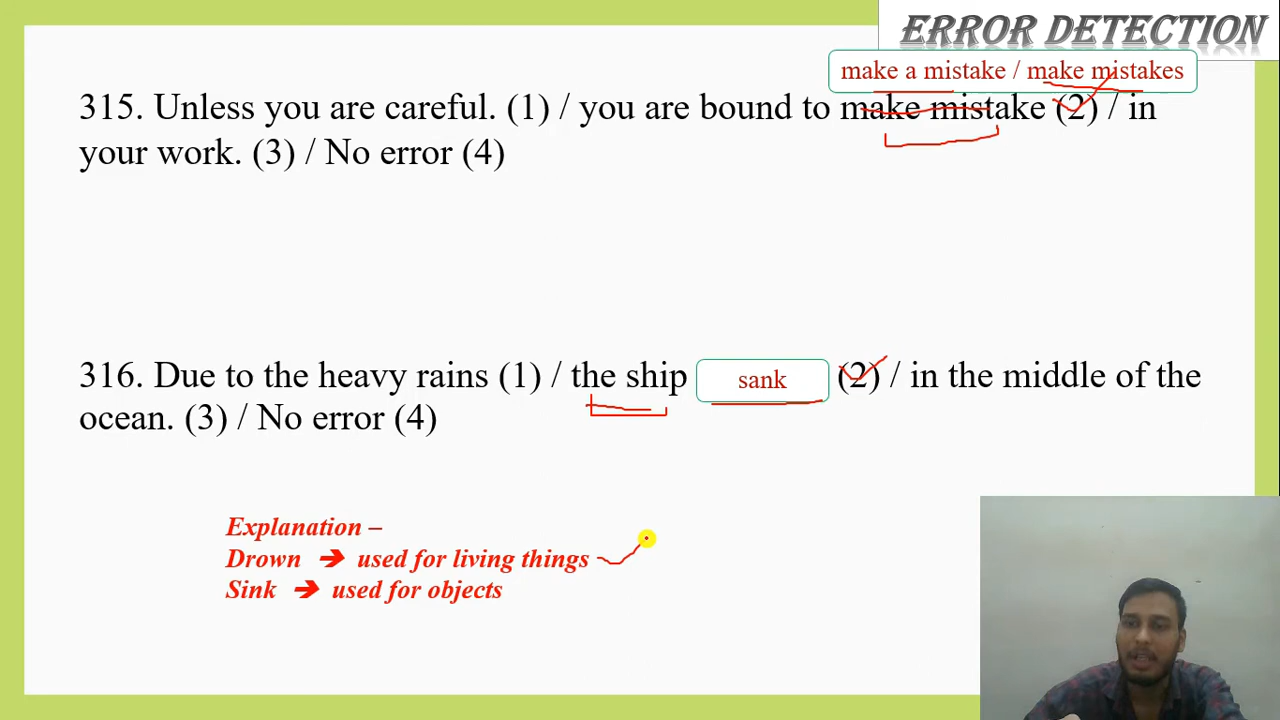 ERROR DETECTION
make a mistake / make mistakes
315. Unless you are careful. (1) / you are bound to make mistake (2) / in
your work. (3) / No error (4)
316. Due to the heavy rains (1) / the ship sank (2) / in the middle of the
ocean. (3) / No error (4)
Explanation –
Drown ➔ used for living things
Sink ➔ used for objects